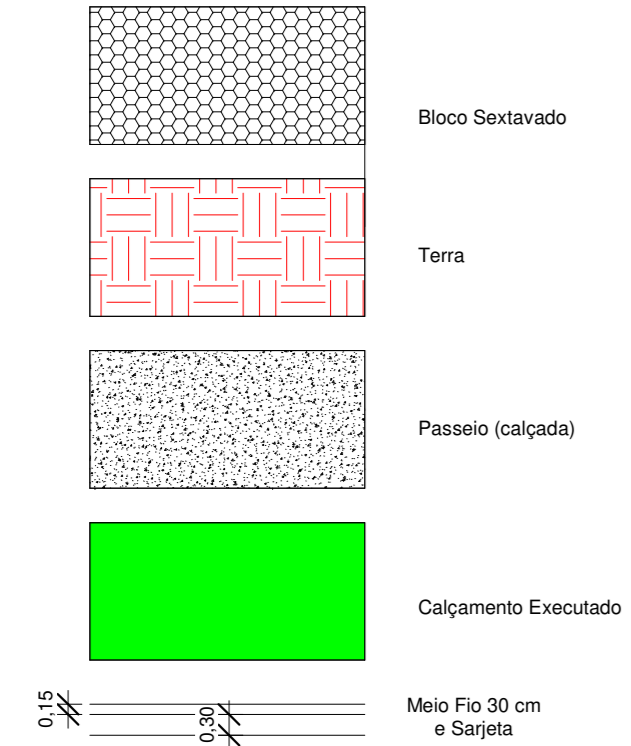 Bloco Sextavado
Terra
Passeio (calçada)
Calçamento Executado
0,15
0,30
Meio Fio 30 cm
e Sarjeta